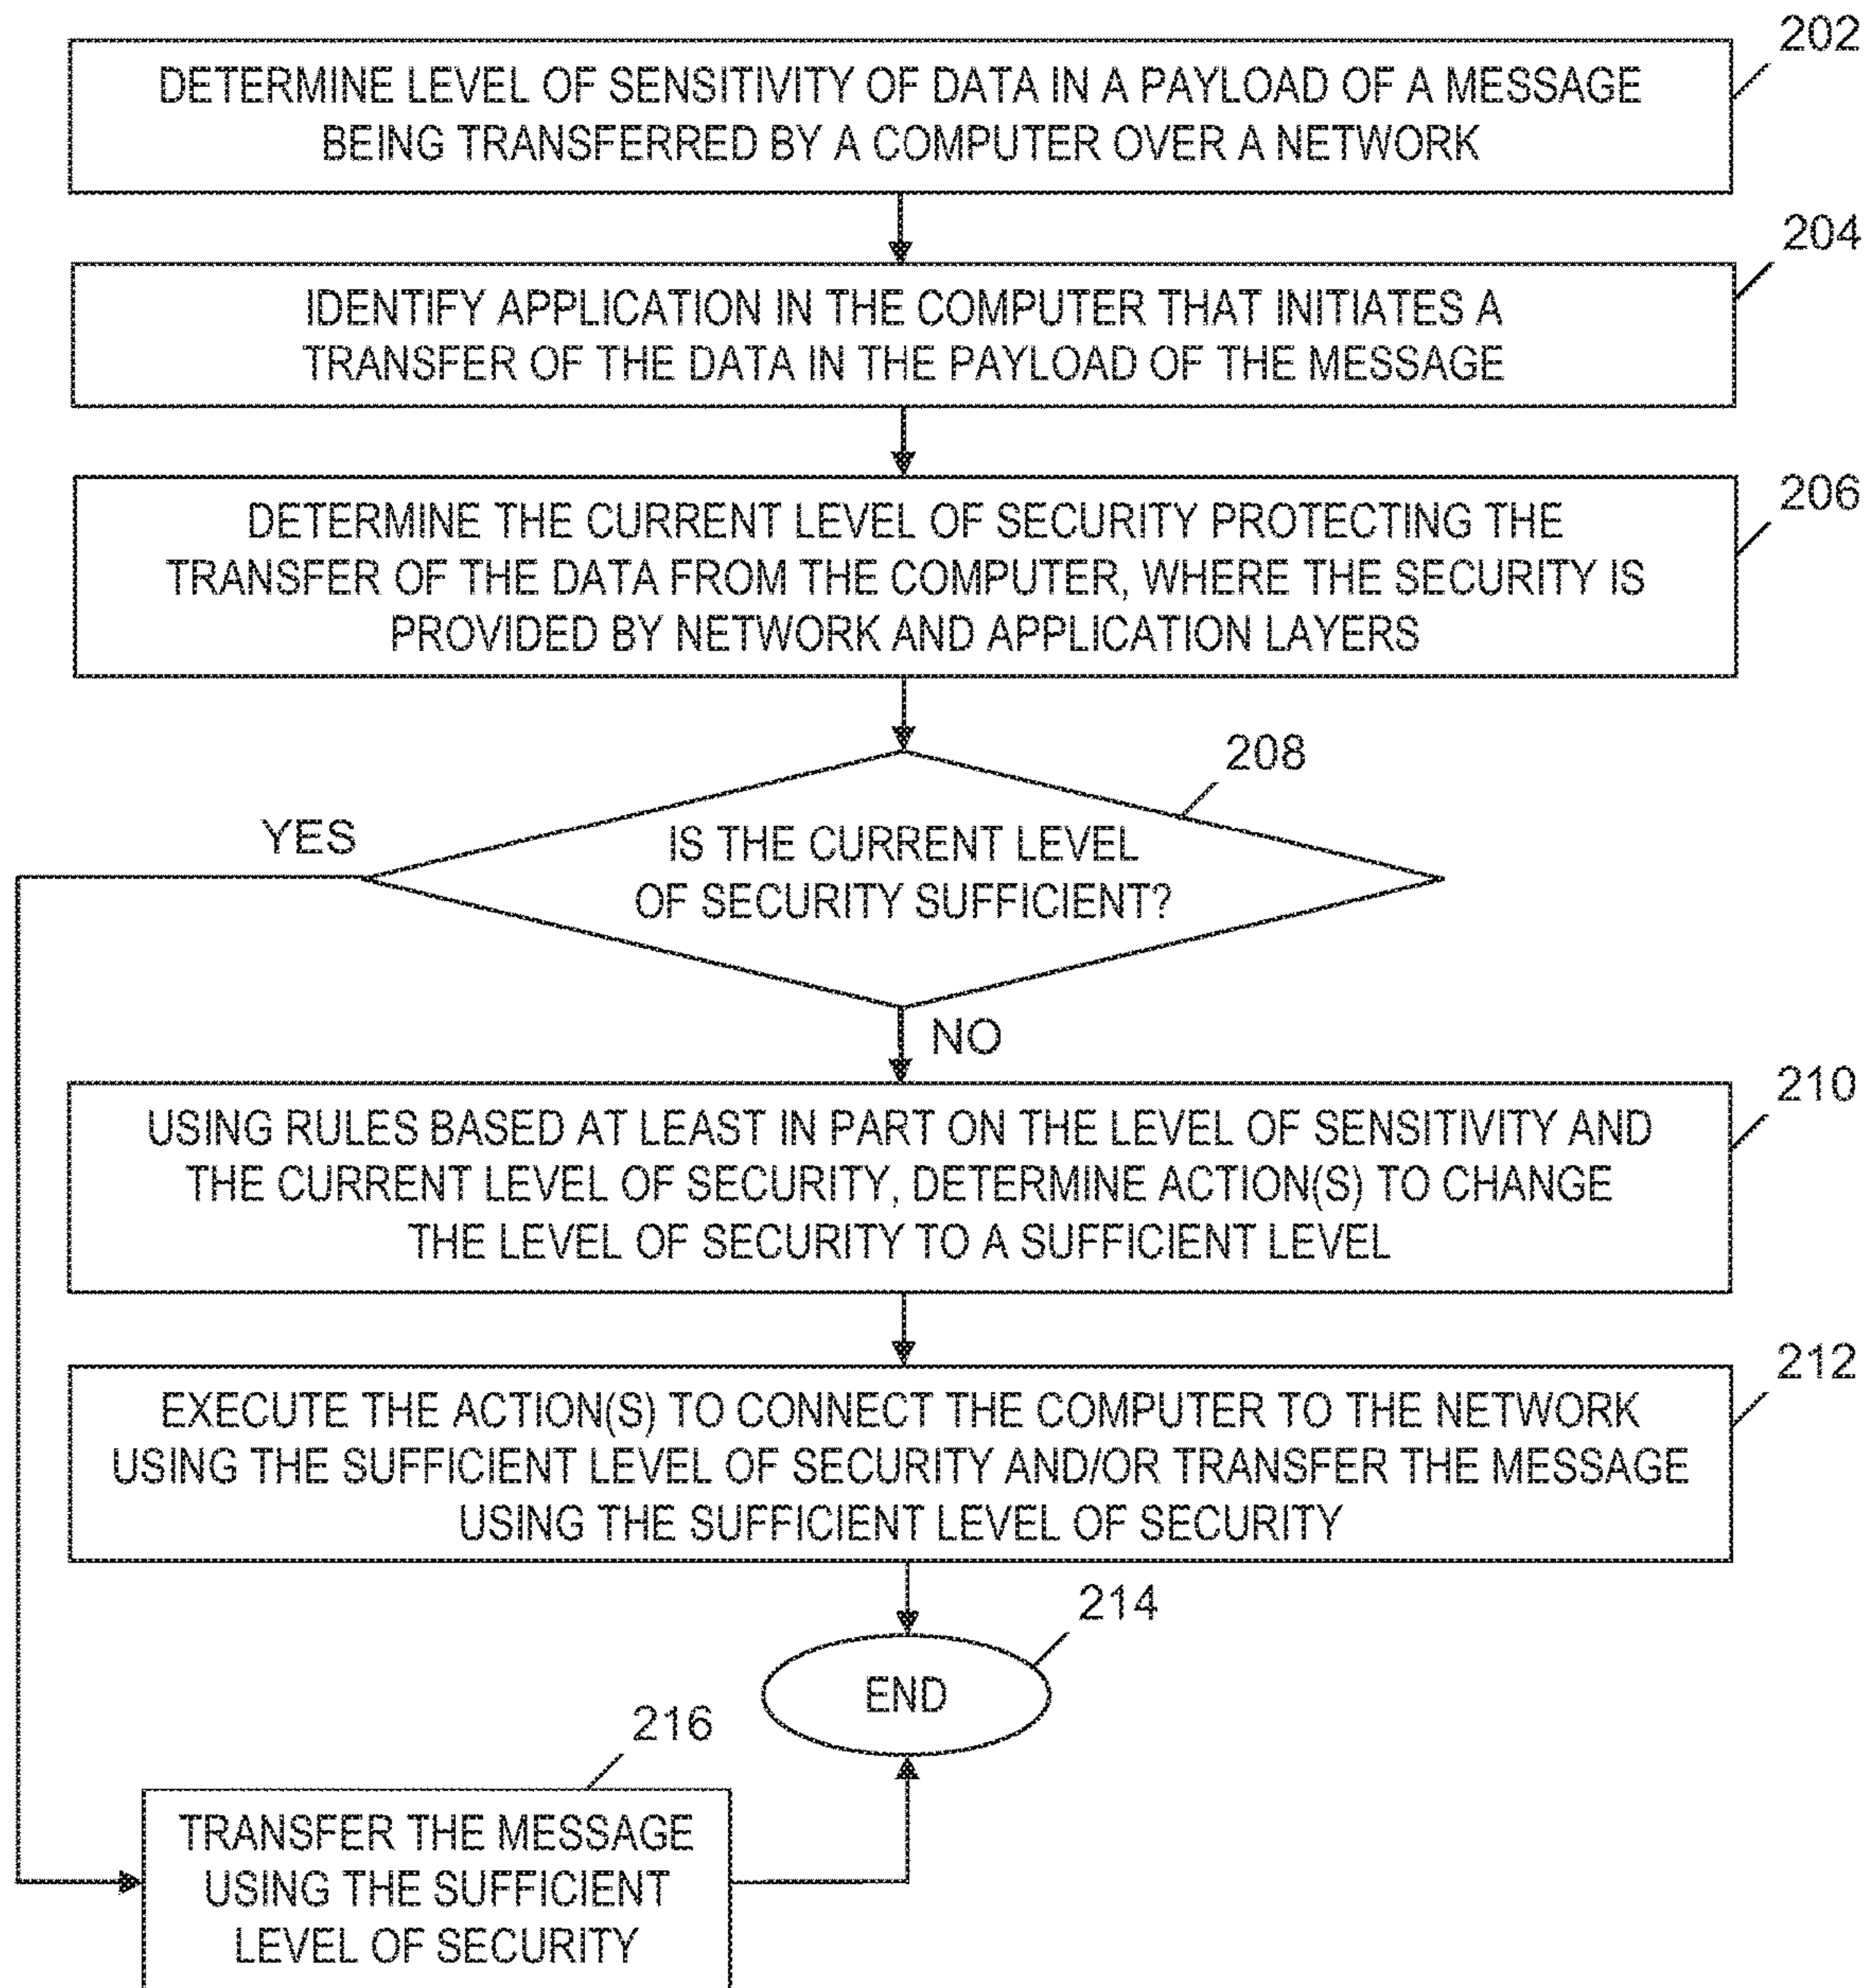 202
DETERMINE LEVEL OF SENSITIVITY OF DATA IN A PAYLOAD OF A MESSAGE
BEING TRANSFERRED BY A COMPUTER OVER A NETWORK
204
IDENTIFY APPLICATION IN THE COMPUTER THAT INITIATES A
TRANSFER OF THE DATA IN THE PAYLOAD OF THE MESSAGE
206
DETERMINE THE CURRENT LEVEL OF SECURITY PROTECTING THE
TRANSFER OF THE DATA FROM THE COMPUTER, WHERE THE SECURITY IS
PROVIDED BY NETWORK AND APPLICATION LAYERS
208
YES
IS THE CURRENT LEVEL
OF SECURITY SUFFICIENT?
NO
210
USING RULES BASED AT LEAST IN PART ON THE LEVEL OF SENSITIVITY AND
THE CURRENT LEVEL OF SECURITY, DETERMINE ACTION(S) TO CHANGE
THE LEVEL OF SECURITY TO A SUFFICIENT LEVEL
212
EXECUTE THE ACTION(S) TO CONNECT THE COMPUTER TO THE NETWORK
USING THE SUFFICIENT LEVEL OF SECURITY AND/OR TRANSFER THE MESSAGE
USING THE SUFFICIENT LEVEL OF SECURITY
214
END
216
TRANSFER THE MESSAGE
USING THE SUFFICIENT
LEVEL OF SECURITY